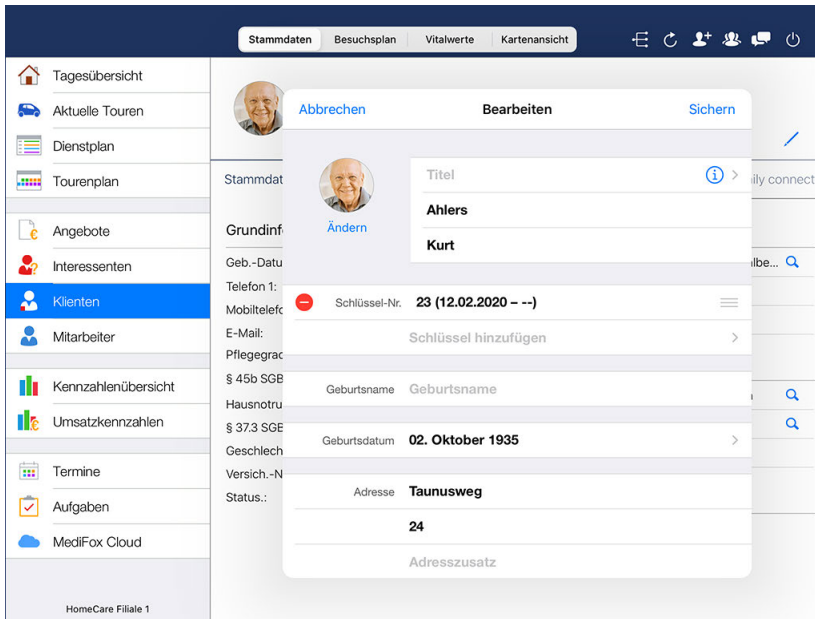 Stammdaten Besuchsplan Vitalwerte Kartenansicht
Tagesübersicht
Aktuelle Touren
Dienstplan
Tourenplan
Angebote
Interessenten
Klienten
Mitarbeiter
Kennzahlenübersicht
Umsatzkennzahlen
Termine
Aufgaben
MediFox Cloud
HomeCare Filiale 1
Stammdat
ily connect
Grundinf
Geb.-Datu
lbe...
Telefon 1:
Mobiltelefo
E-Mail:
Pflegegrad
§ 45b SGB
Hausnotru
§ 37.3 SGB
Geschlech
Versich.-N
Status.:
Abbrechen Bearbeiten Sichern
Ändern
Titel
Ahlers
Kurt
Schlüssel-Nr. 23 (12.02.2020 – --)
Schlüssel hinzufügen
Geburtsname Geburtsname
Geburtsdatum 02. Oktober 1935
Adresse Taunusweg
24
Adresszusatz